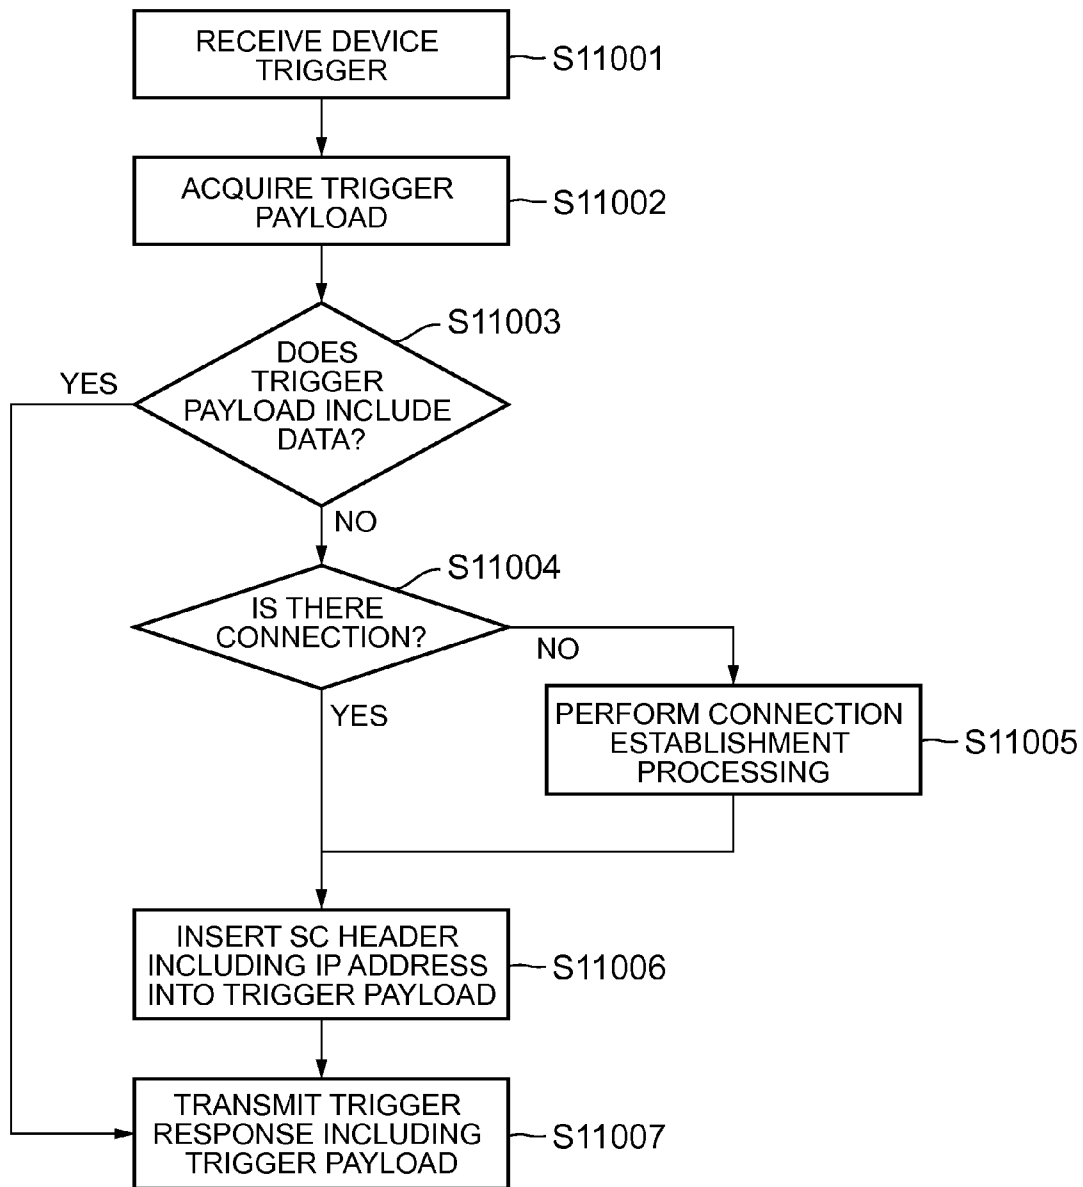 RECEIVE DEVICE
TRIGGER
S11001
ACQUIRE TRIGGER
PAYLOAD
S11002
S11003
DOES
TRIGGER
PAYLOAD INCLUDE
DATA?
YES
NO
S11004
IS THERE
CONNECTION?
NO
YES
PERFORM CONNECTION
ESTABLISHMENT
PROCESSING
S11005
INSERT SC HEADER
INCLUDING IP ADDRESS
INTO TRIGGER PAYLOAD
S11006
TRANSMIT TRIGGER
RESPONSE INCLUDING
TRIGGER PAYLOAD
S11007